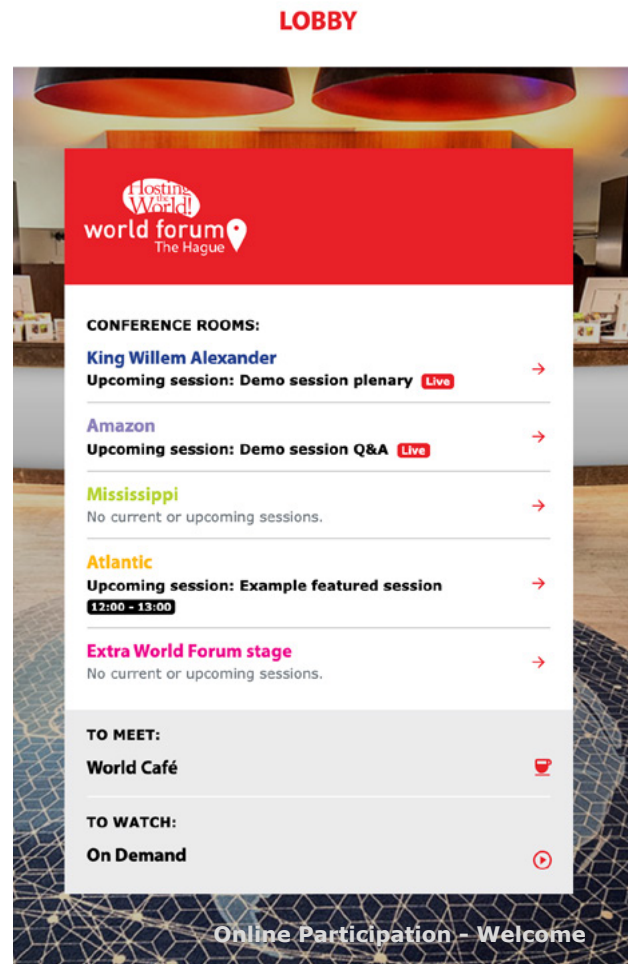 LOBBY
Hosting
the
World!
world forum
The Hague
CONFERENCE ROOMS:
King Willem Alexander
Upcoming session: Demo session plenary Live
Amazon
Upcoming session: Demo session Q&A Live
Mississippi
No current or upcoming sessions.
Atlantic
Upcoming session: Example featured session
12:00 - 13:00
Extra World Forum stage
No current or upcoming sessions.
TO MEET:
World Café
TO WATCH:
On Demand
Online Participation - Welcome